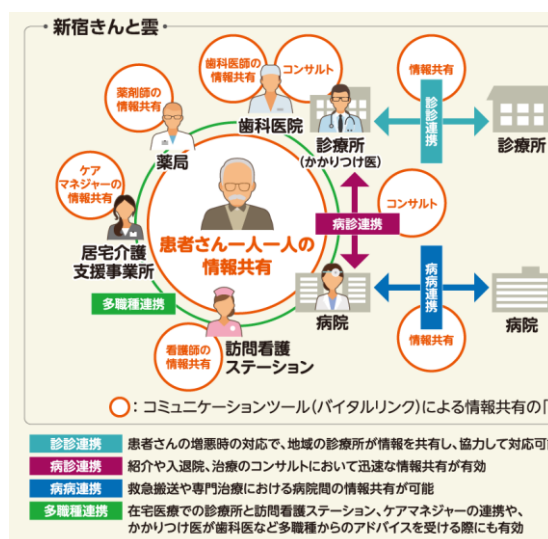 新宿きんと雲
歯科医師の
情報共有
コンサルト
情報共有
薬剤師の
情報共有
歯科医院
診療所
(かかりつけ医)
診診連携
診療所
薬局
ケア
マネジャーの
情報共有
コンサルト
病診連携
患者さん一人一人の
情報共有
居宅介護
支援事業所
多職種連携
病院
病病連携
病院
看護師の
情報共有
訪問看護
ステーション
情報共有
:コミュニケーションツール(バイタルリンク)による情報共有の「
診診連携 患者さんの増悪時の対応で、地域の診療所が情報を共有し、協力して対応可
病診連携 紹介や入退院、治療のコンサルトにおいて迅速な情報共有が有効
病病連携 救急搬送や専門治療における病院間の情報共有が可能
多職種連携 在宅医療での診療所と訪問看護ステーション、ケアマネジャーの連携や、
かかりつけ医が歯科医など多職種からのアドバイスを受ける際にも有効